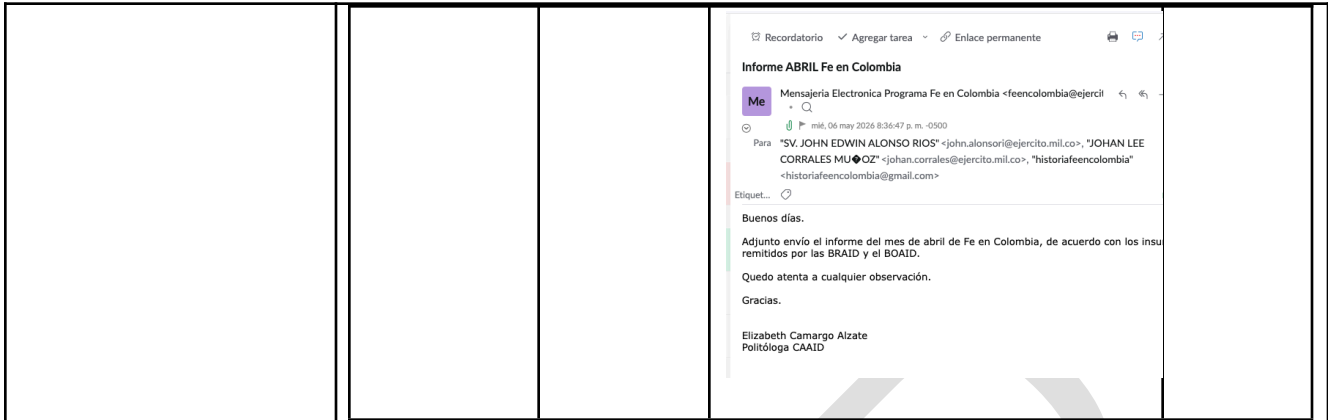 Recordatorio Agregar tarea Enlace permanente
Informe ABRIL Fe en Colombia
Me
Mensajeria Electronica Programa Fe en Colombia <feencolombia@ejercit
mié, 06 may 2026 8:36:47 p. m. -0500
Para "SV. JOHN EDWIN ALONSO RIOS" <john.alonsori@ejercito.mil.co>, "JOHAN LEE
CORRALES MU�OZ" <johan.corrales@ejercito.mil.co>, "historiafeencolombia"
<historiafeencolombia@gmail.com>
Etiquet...
Buenos días.
Adjunto envío el informe del mes de abril de Fe en Colombia, de acuerdo con los insu
remitidos por las BRAID y el BOAID.
Quedo atenta a cualquier observación.
Gracias.
Elizabeth Camargo Alzate
Politóloga CAAID